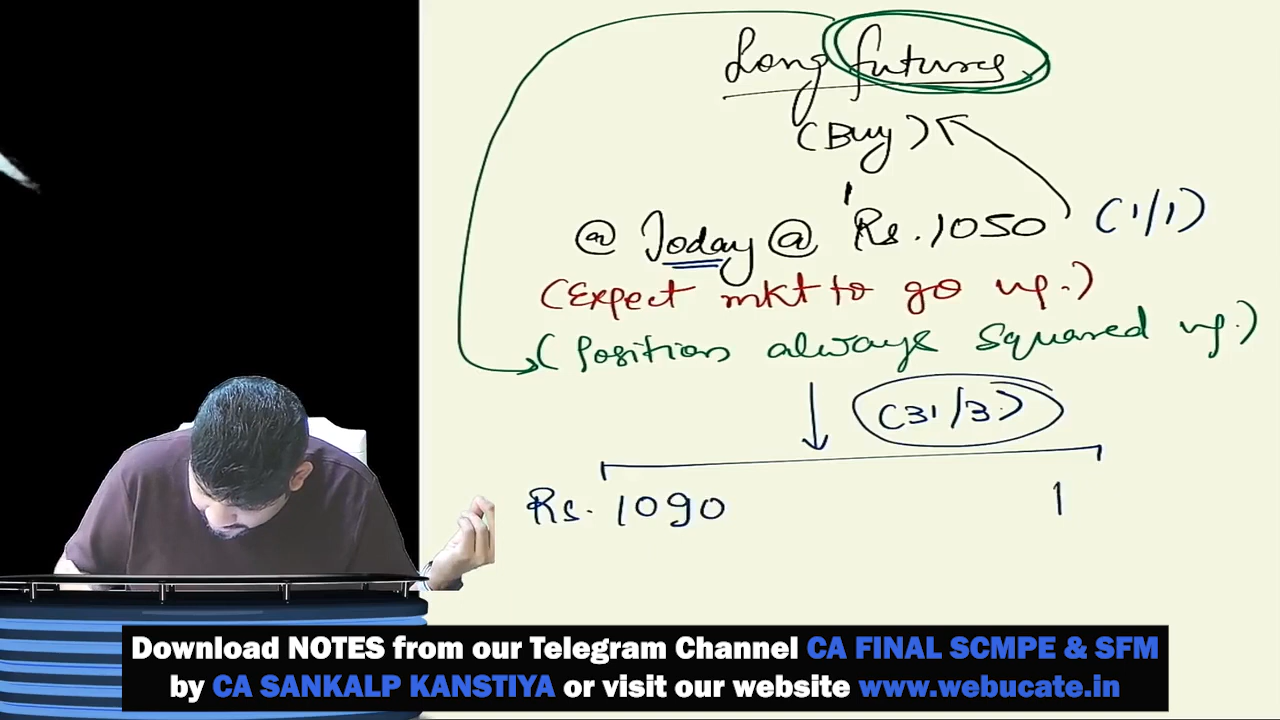 Long futures
(Buy)
@ Today @ Rs. 1050 (1/1)
(Expect mkt to go up.)
(Position always squared up.)
(31/3)
Rs. 1090 1
Download NOTES from our Telegram Channel CA FINAL SCMPE & SFM
by CA SANKALP KANSTIYA or visit our website www.webucate.in